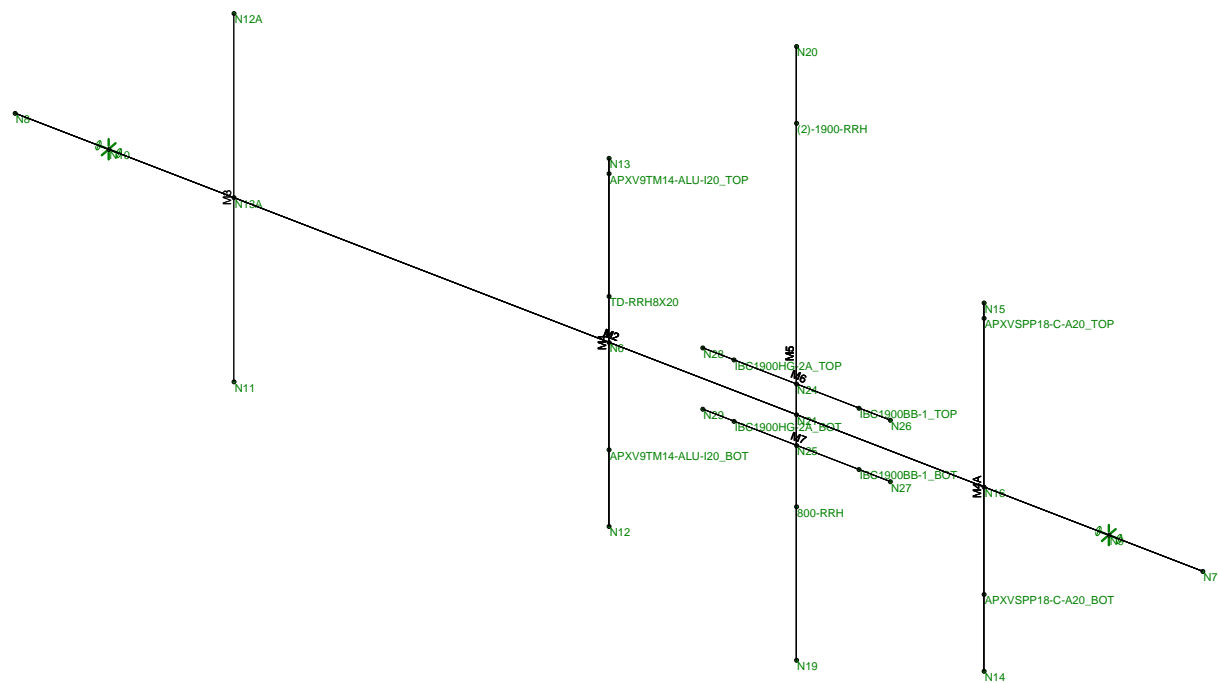 N12A
N20
N8
(2)-1900-RRH
N10
N13
APXV9TM14-ALU-I20_TOP
M3
N13A
TD-RRH8X20
N15
APXVSPP18-C-A20_TOP
M2
N6
M5
N28
IBC1900HG-2A_TOP
M6
N24
N11
IBC1900BB-1_TOP
N29
N21
IBC1900HG-2A_BOT
N26
M7
N25
APXV9TM14-ALU-I20_BOT
IBC1900BB-1_BOT
N27
M4A
N16
800-RRH
N12
N7
APXVSPP18-C-A20_BOT
N19
N14